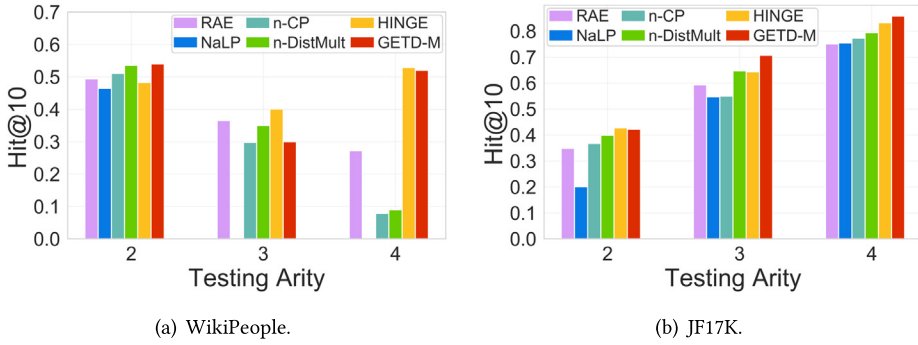 RAE n-CP HINGE
NaLP n-DistMult GETD-M
0.7
0.6
0.5
0.4
0.3
0.2
0.1
0.0
Hit@10
2 3 4
Testing Arity
(a) WikiPeople.
RAE n-CP HINGE
NaLP n-DistMult GETD-M
0.8
0.7
0.6
0.5
0.4
0.3
0.2
0.1
0.0
Hit@10
2 3 4
Testing Arity
(b) JF17K.